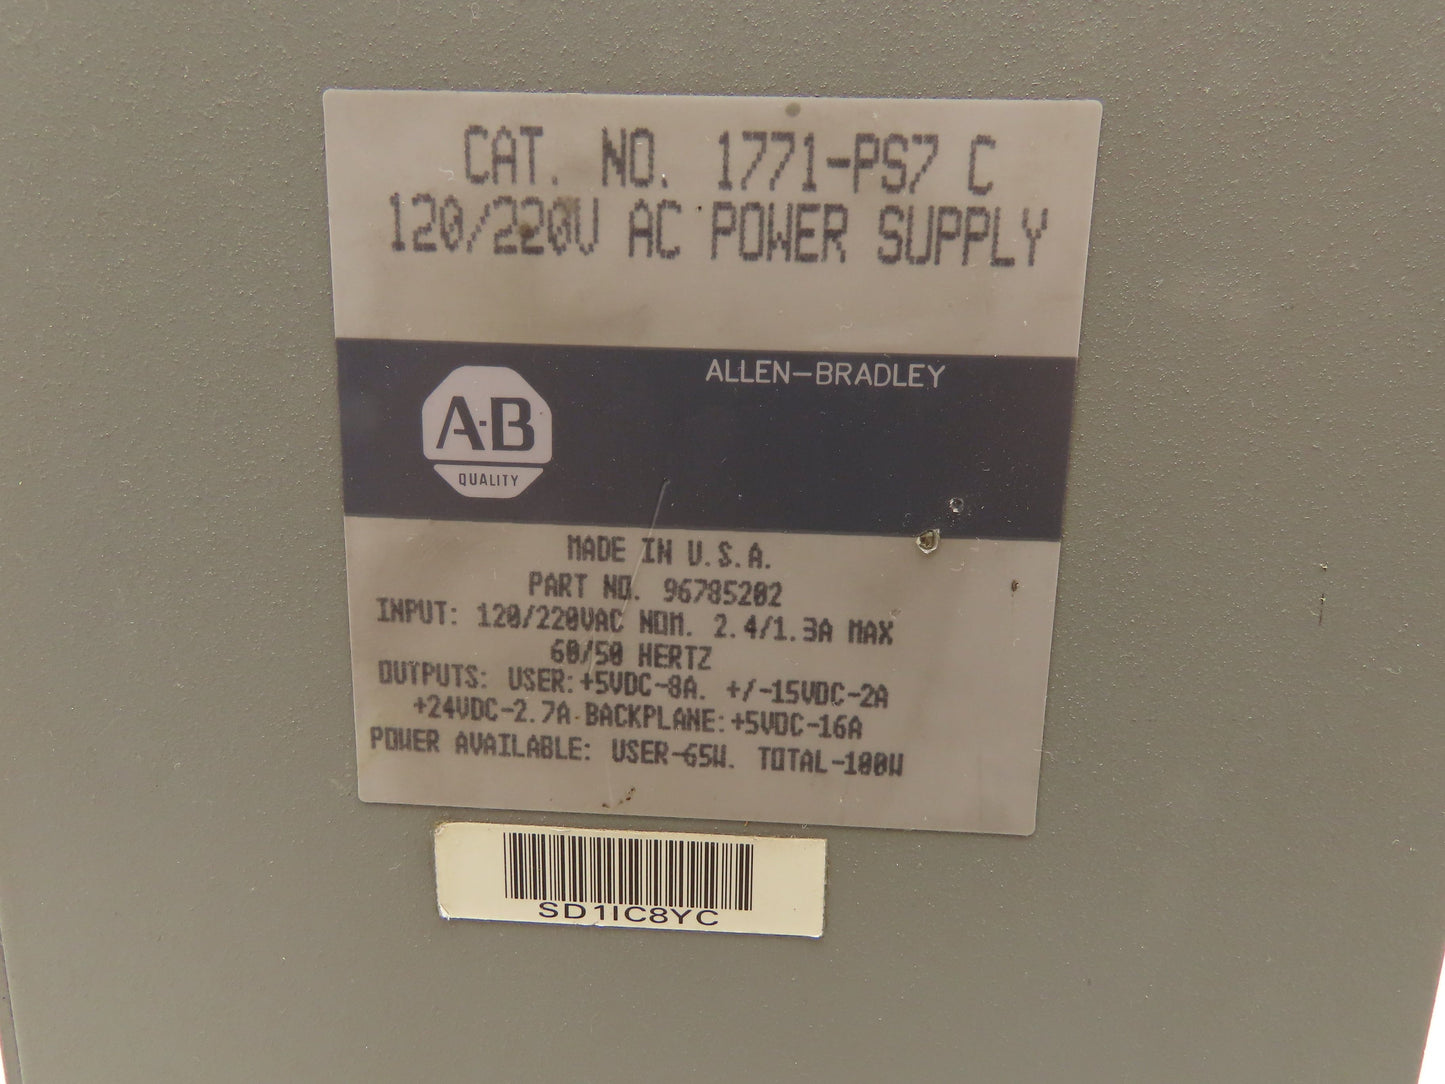 CAT. NO. 1771-PS7 C
120/220V AC POWER SUPPLY
ALLEN-BRADLEY
A-B
QUALITY
MADE IN U.S.A.
PART NO. 96785202
INPUT: 120/220VAC NOM. 2.4/1.3A MAX
60/50 HERTZ
OUTPUTS: USER: +5VDC-8A. +/-15VDC-2A
+24VDC-2.7A BACKPLANE: +5VDC-16A
POWER AVAILABLE: USER-65W. TOTAL-100W
SD1IC8YC